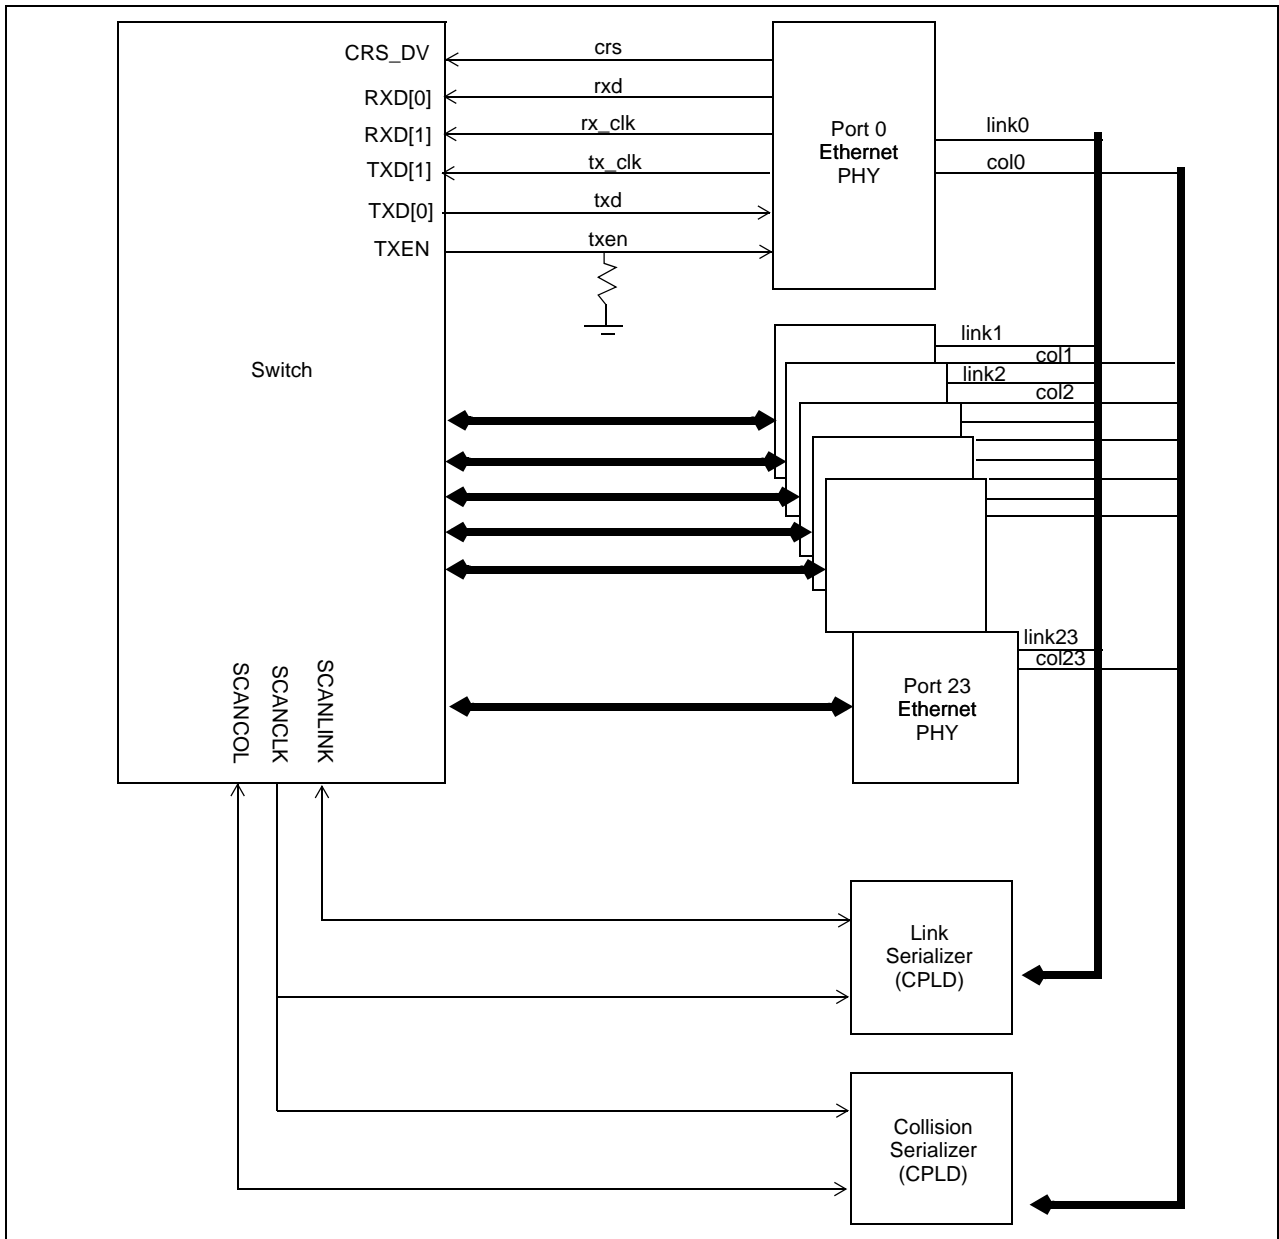 CRS_DV
crs
RXD[0]
rxd
RXD[1]
rx_clk
TXD[1]
tx_clk
TXD[0]
txd
TXEN
txen
Port 0
Ethernet
PHY
link0
col0
Switch
link1
col1
link2
col2
link23
col23
Port 23
Ethernet
PHY
SCANCOL
SCANCLK
SCANLINK
Link
Serializer
(CPLD)
Collision
Serializer
(CPLD)